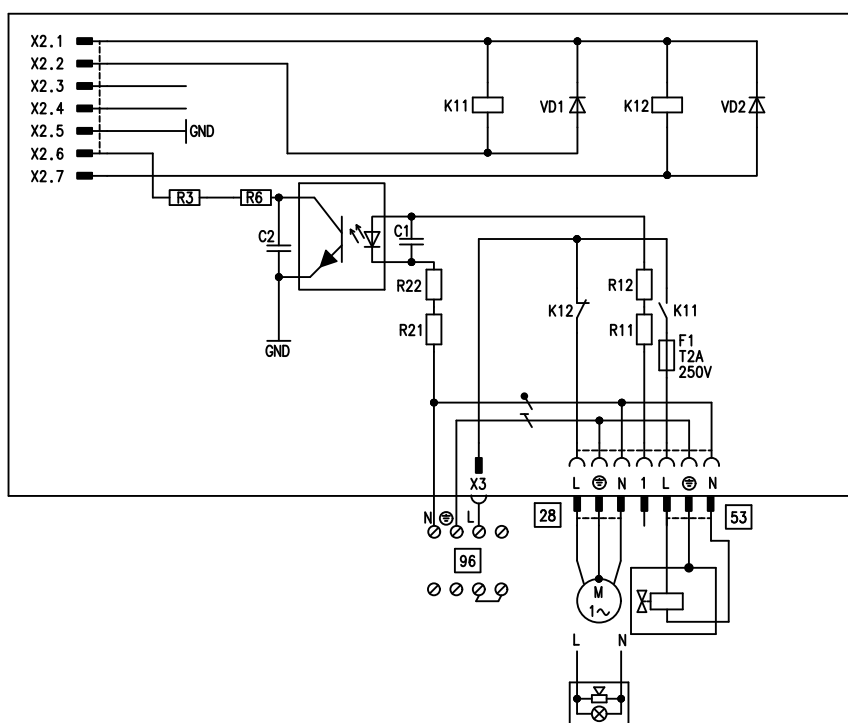 X2.1
X2.2
X2.3
X2.4
X2.5
GND
X2.6
X2.7
K11
VD1
K12
VD2
R3
R6
C2
C1
GND
R22
R21
K12
R12
R11
K11
F1
T2A
250V
X3
L
N
1
L
N
N
L
28
53
96
M
1~
L
N